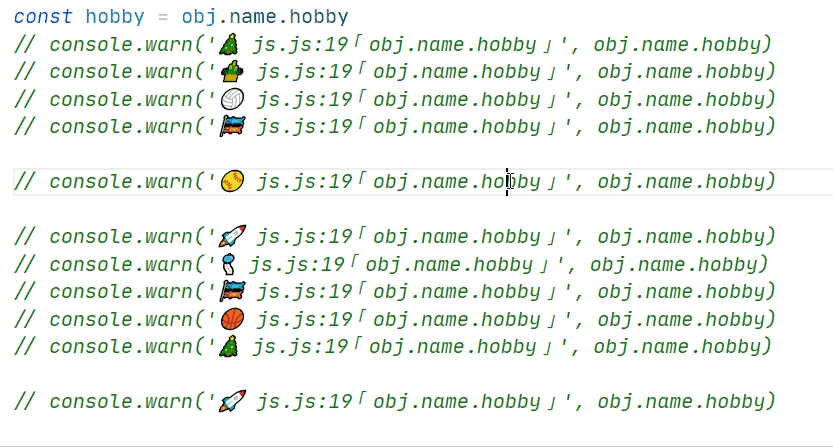 const hobby = obj.name.hobby
// console.warn('🎄 js.js:19「obj.name.hobby」', obj.name.hobby)
// console.warn('🎍 js.js:19「obj.name.hobby」', obj.name.hobby)
// console.warn('🏐 js.js:19「obj.name.hobby」', obj.name.hobby)
// console.warn('🏴 js.js:19「obj.name.hobby」', obj.name.hobby)
// console.warn('🥎 js.js:19「obj.name.hobby」', obj.name.hobby)
// console.warn('🚀 js.js:19「obj.name.hobby」', obj.name.hobby)
// console.warn(' js.js:19「obj.name.hobby」', obj.name.hobby)
// console.warn('🏴 js.js:19「obj.name.hobby」', obj.name.hobby)
// console.warn('🏀 js.js:19「obj.name.hobby」', obj.name.hobby)
// console.warn('🎄 js.js:19「obj.name.hobby」', obj.name.hobby)
// console.warn('🚀 js.js:19「obj.name.hobby」', obj.name.hobby)